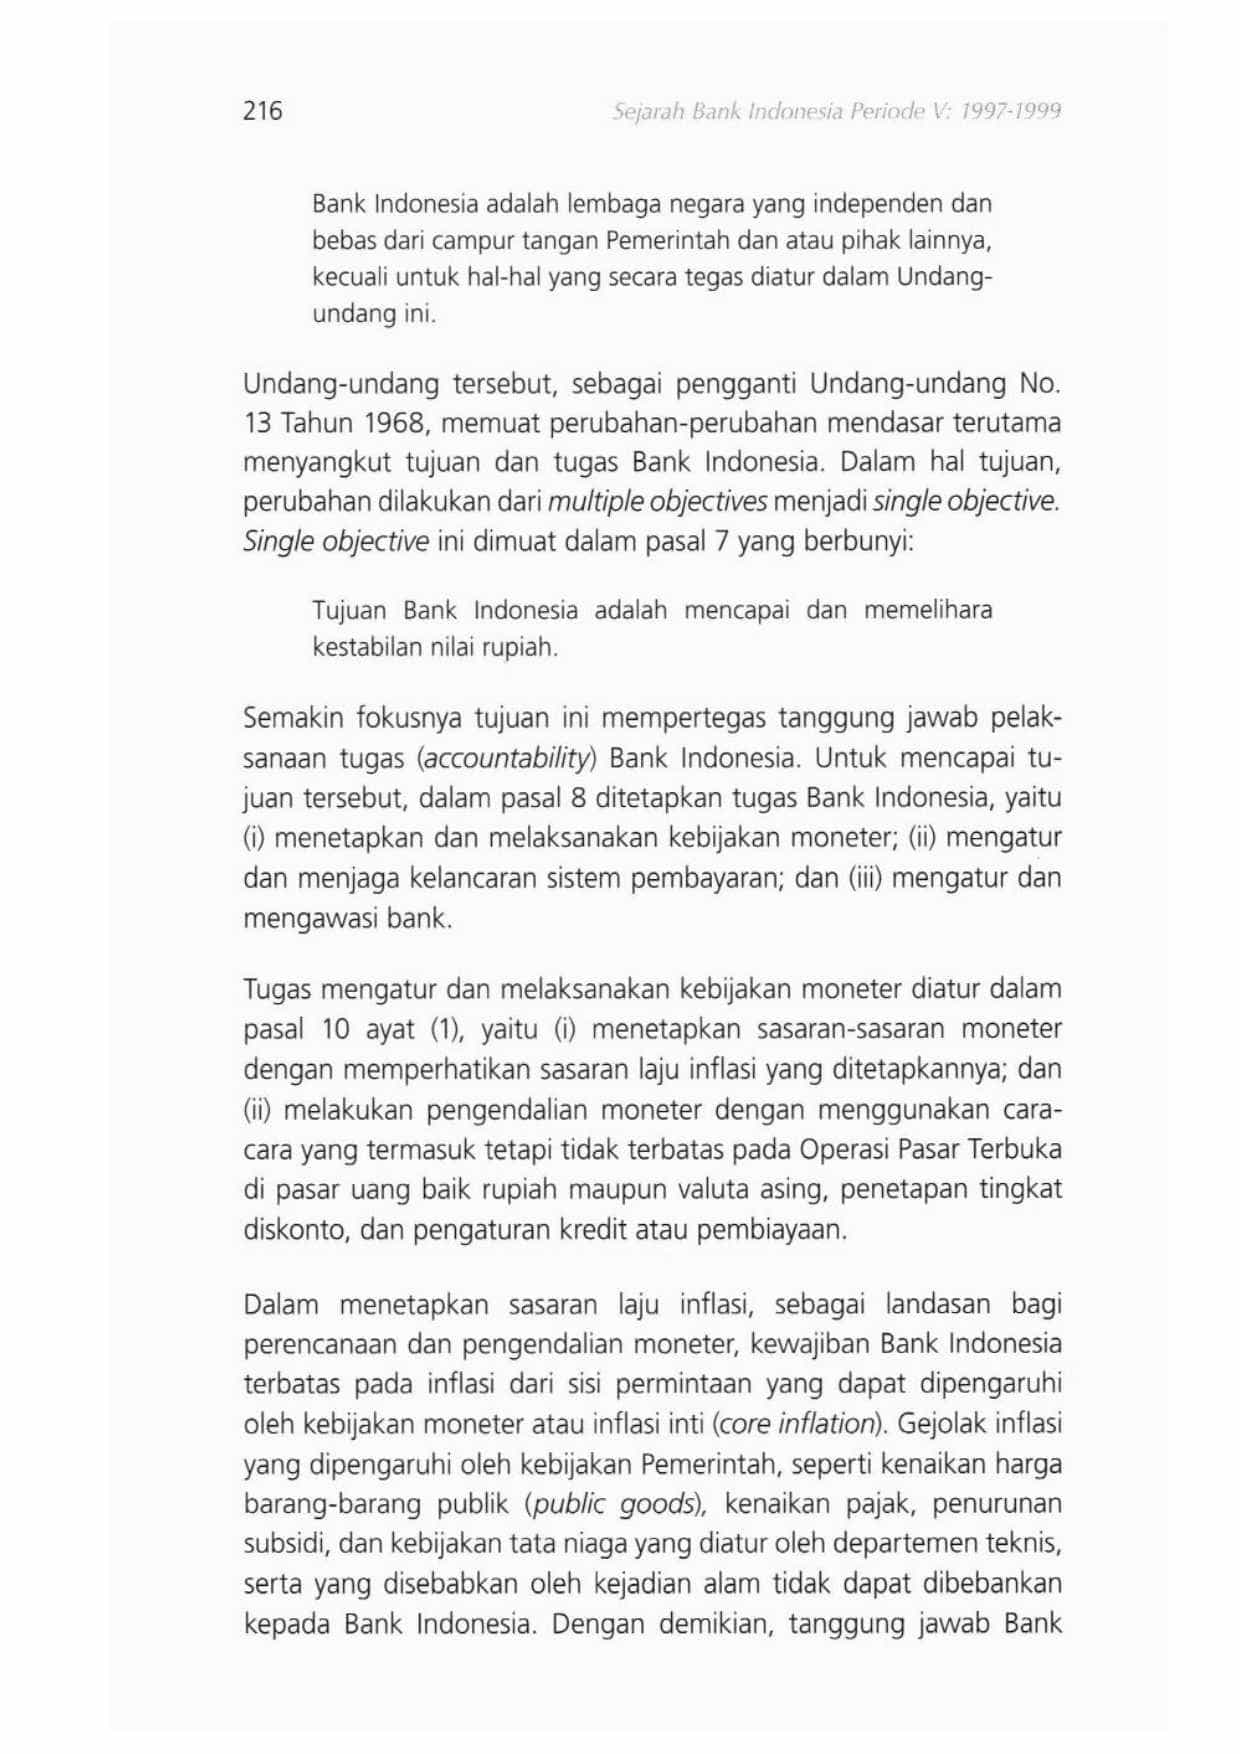 216
Sejarah Bank Indonesia Periode V: 1997-1999
Bank Indonesia adalah lembaga negara yang independen dan
bebas dari campur tangan Pemerintah dan atau pihak lainnya,
kecuali untuk hal-hal yang secara tegas diatur dalam Undang-
undang ini.
Undang-undang tersebut, sebagai pengganti Undang-undang No.
13 Tahun 1968, memuat perubahan-perubahan mendasar terutama
menyangkut tujuan dan tugas Bank Indonesia. Dalam hal tujuan,
perubahan dilakukan dari multiple objectives menjadi single objective.
Single objective ini dimuat dalam pasal 7 yang berbunyi:
Tujuan Bank Indonesia adalah mencapai dan memelihara
kestabilan nilai rupiah.
Semakin fokusnya tujuan ini mempertegas tanggung jawab pelak-
sanaan tugas (accountability) Bank Indonesia. Untuk mencapai tu-
juan tersebut, dalam pasal 8 ditetapkan tugas Bank Indonesia, yaitu
(i) menetapkan dan melaksanakan kebijakan moneter; (ii) mengatur
dan menjaga kelancaran sistem pembayaran; dan (iii) mengatur dan
mengawasi bank.
Tugas mengatur dan melaksanakan kebijakan moneter diatur dalam
pasal 10 ayat (1), yaitu (i) menetapkan sasaran-sasaran moneter
dengan memperhatikan sasaran laju inflasi yang ditetapkannya; dan
(ii) melakukan pengendalian moneter dengan menggunakan cara-
cara yang termasuk tetapi tidak terbatas pada Operasi Pasar Terbuka
di pasar uang baik rupiah maupun valuta asing, penetapan tingkat
diskonto, dan pengaturan kredit atau pembiayaan.
Dalam menetapkan sasaran laju inflasi, sebagai landasan bagi
perencanaan dan pengendalian moneter, kewajiban Bank Indonesia
terbatas pada inflasi dari sisi permintaan yang dapat dipengaruhi
oleh kebijakan moneter atau inflasi inti (core inflation). Gejolak inflasi
yang dipengaruhi oleh kebijakan Pemerintah, seperti kenaikan harga
barang-barang publik (public goods), kenaikan pajak, penurunan
subsidi, dan kebijakan tata niaga yang diatur oleh departemen teknis,
serta yang disebabkan oleh kejadian alam tidak dapat dibebankan
kepada Bank Indonesia. Dengan demikian, tanggung jawab Bank